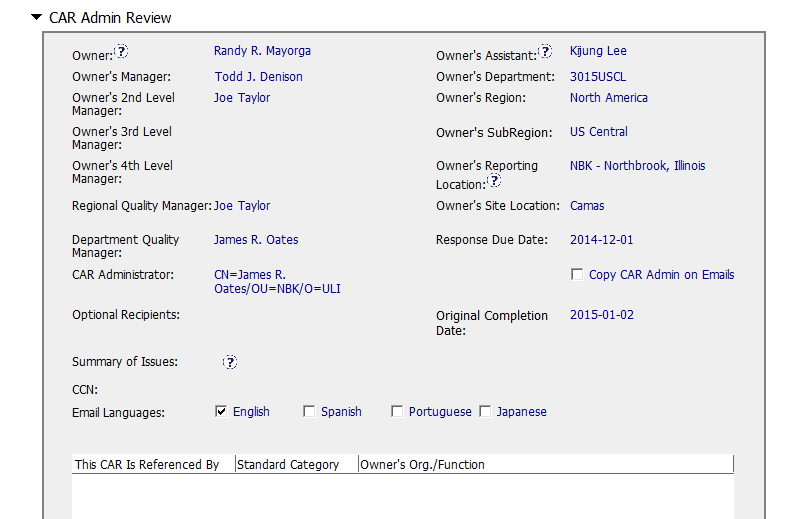 CAR Admin Review
Owner: ? Randy R. Mayorga Owner's Assistant: ? Kijung Lee
Owner's Manager: Todd J. Denison Owner's Department: 3015USCL
Owner's 2nd Level Manager: Joe Taylor Owner's Region: North America
Owner's 3rd Level Manager: Owner's SubRegion: US Central
Owner's 4th Level Manager: Owner's Reporting Location: ? NBK - Northbrook, Illinois
Regional Quality Manager: Joe Taylor Owner's Site Location: Camas
Department Quality Manager: James R. Oates Response Due Date: 2014-12-01
CAR Administrator: CN=James R. Oates/OU=NBK/O=ULI Copy CAR Admin on Emails
Optional Recipients: Original Completion Date: 2015-01-02
Summary of Issues: ?
CCN:
Email Languages: English Spanish Portuguese Japanese
This CAR Is Referenced By Standard Category Owner's Org./Function